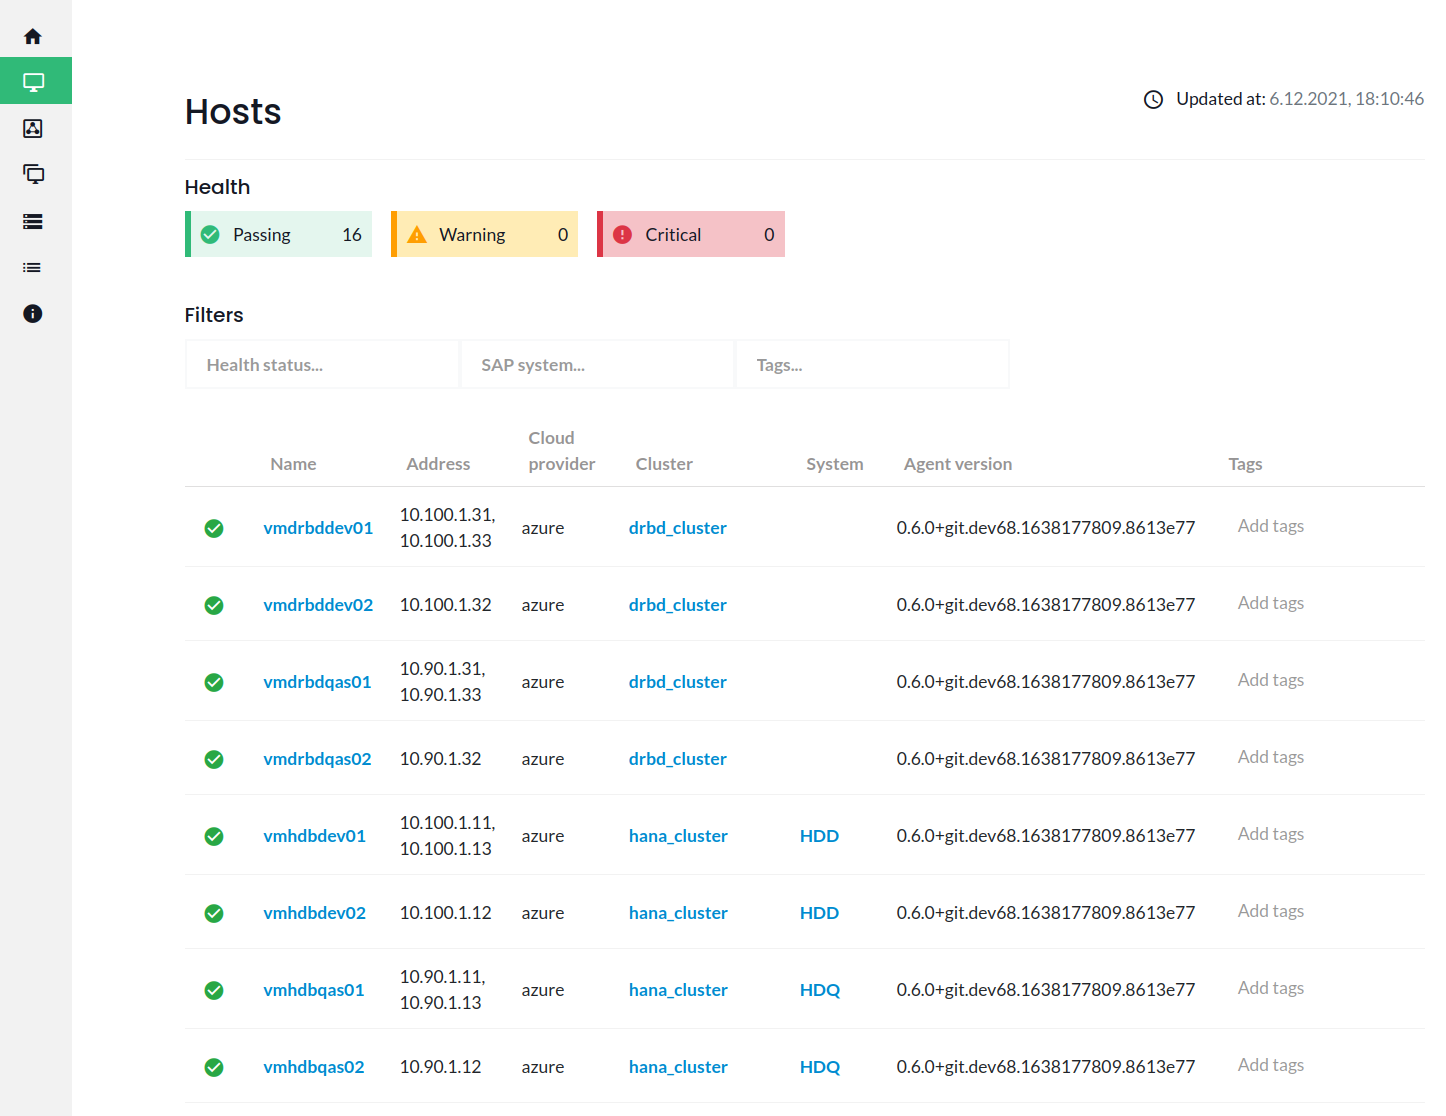 Hosts
Updated at: 6.12.2021, 18:10:46
Health
Passing 16
Warning 0
Critical 0
Filters
Health status...
SAP system...
Tags...
Name Address Cloud provider Cluster System Agent version Tags
vmdrbddev01 10.100.1.31, 10.100.1.33 azure drbd_cluster 0.6.0+git.dev68.1638177809.8613e77 Add tags
vmdrbddev02 10.100.1.32 azure drbd_cluster 0.6.0+git.dev68.1638177809.8613e77 Add tags
vmdrbdqas01 10.90.1.31, 10.90.1.33 azure drbd_cluster 0.6.0+git.dev68.1638177809.8613e77 Add tags
vmdrbdqas02 10.90.1.32 azure drbd_cluster 0.6.0+git.dev68.1638177809.8613e77 Add tags
vmhdbdev01 10.100.1.11, 10.100.1.13 azure hana_cluster HDD 0.6.0+git.dev68.1638177809.8613e77 Add tags
vmhdbdev02 10.100.1.12 azure hana_cluster HDD 0.6.0+git.dev68.1638177809.8613e77 Add tags
vmhdbqas01 10.90.1.11, 10.90.1.13 azure hana_cluster HDQ 0.6.0+git.dev68.1638177809.8613e77 Add tags
vmhdbqas02 10.90.1.12 azure hana_cluster HDQ 0.6.0+git.dev68.1638177809.8613e77 Add tags